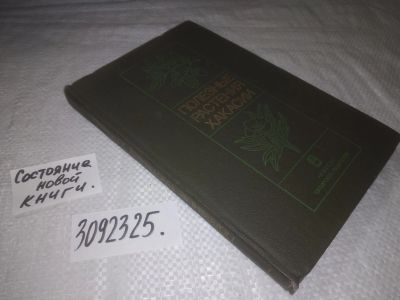 ПОЛЕЗНЫЕ
РАСТЕНИЯ
ХАКАСИИ
Состояние
новой
книги.
3092325.